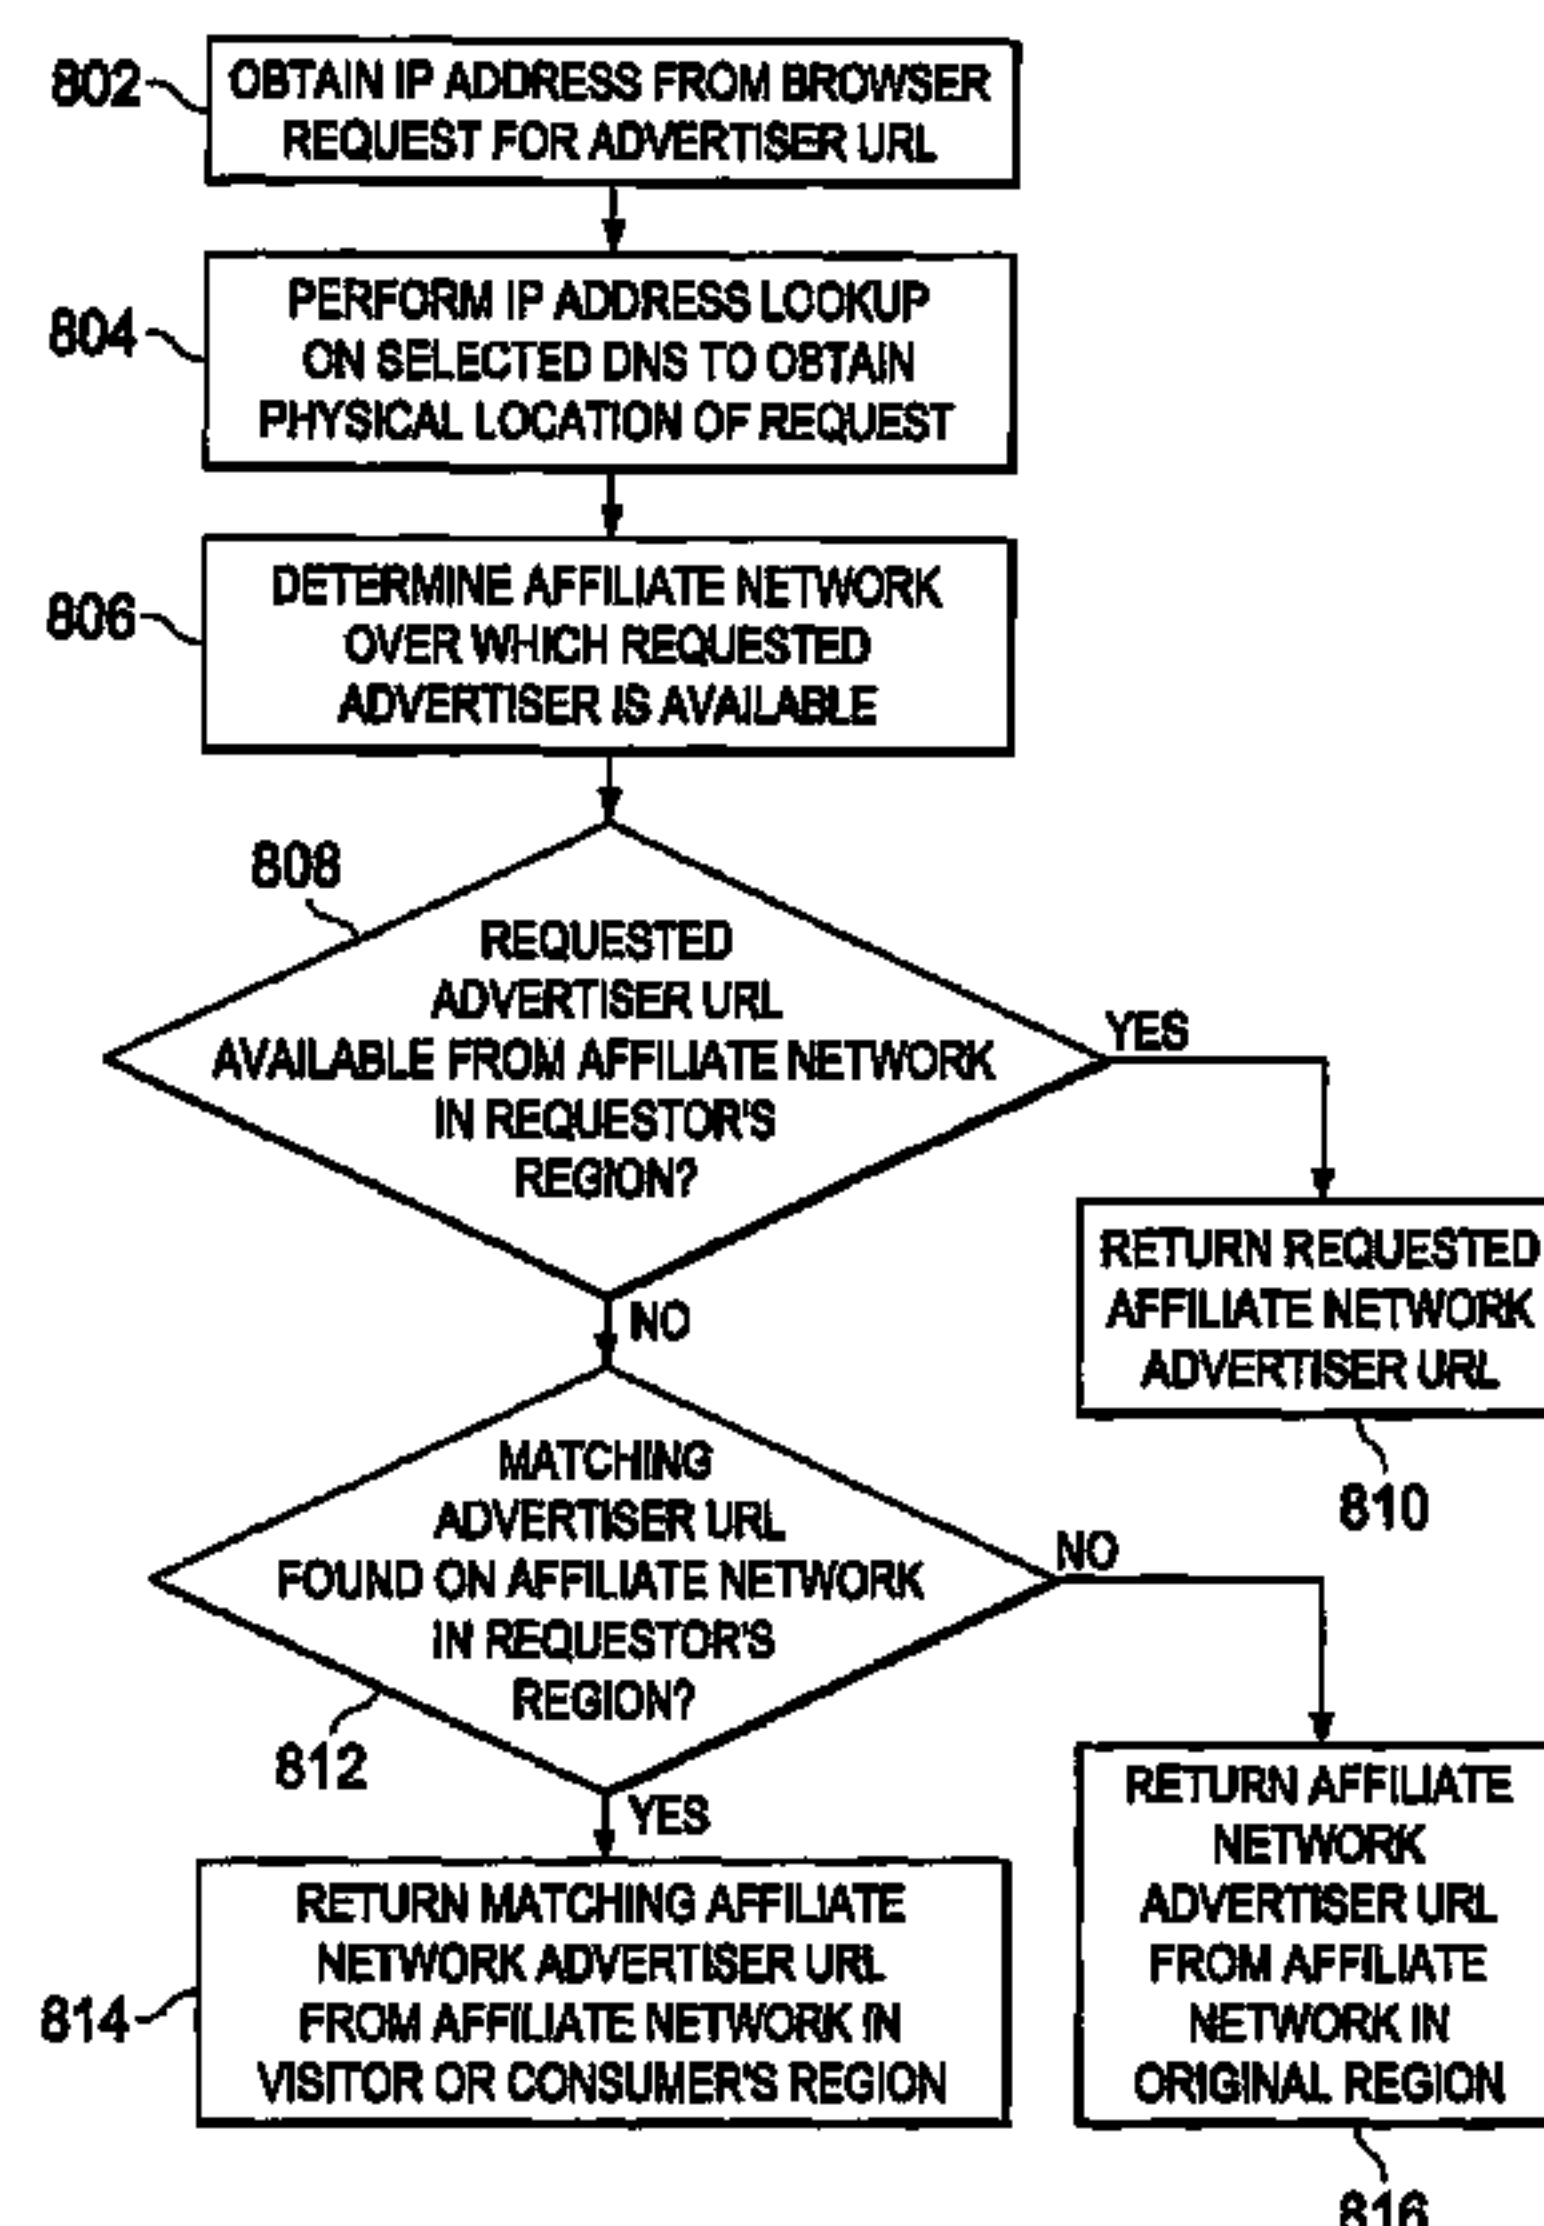 802
OBTAIN IP ADDRESS FROM BROWSER
REQUEST FOR ADVERTISER URL
804
PERFORM IP ADDRESS LOOKUP
ON SELECTED DNS TO OBTAIN
PHYSICAL LOCATION OF REQUEST
806
DETERMINE AFFILIATE NETWORK
OVER WHICH REQUESTED
ADVERTISER IS AVAILABLE
808
REQUESTED
ADVERTISER URL
AVAILABLE FROM AFFILIATE NETWORK
IN REQUESTOR'S
REGION?
YES
RETURN REQUESTED
AFFILIATE NETWORK
ADVERTISER URL
810
NO
MATCHING
ADVERTISER URL
FOUND ON AFFILIATE NETWORK
IN REQUESTOR'S
REGION?
812
NO
YES
RETURN MATCHING AFFILIATE
NETWORK ADVERTISER URL
FROM AFFILIATE NETWORK IN
VISITOR OR CONSUMER'S REGION
814
RETURN AFFILIATE
NETWORK
ADVERTISER URL
FROM AFFILIATE
NETWORK IN
ORIGINAL REGION
816